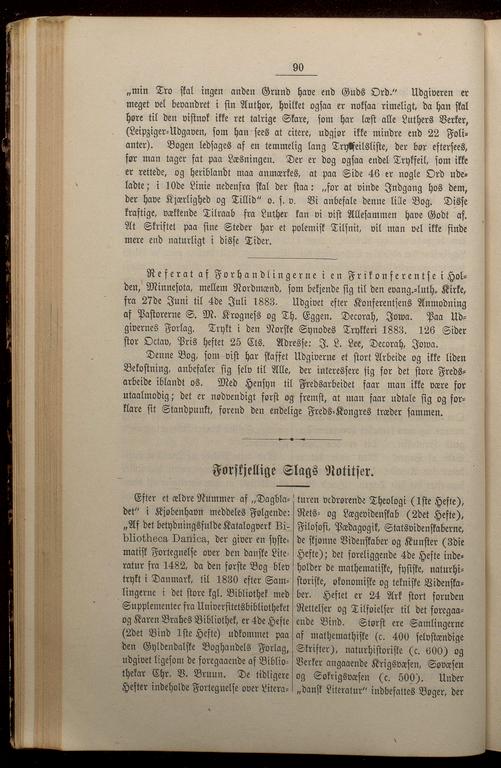 90
„min Tro skal ingen anden Grund have end Guds Ord.“ Udgiveren er
meget vel bevandret i sin Author, hvilket ogsaa er noksaa rimeligt, da han skal
høre til den vistnok ikke ret talrige Skare, som har læst alle Luthers Verker,
(Leipziger-Udgaven, som han sees at citere, udgjør ikke mindre end 22 Foli-
anter). Bogen ledsages af en temmelig lang Trykfeilsliste, der bør eftersees,
før man tager fat paa Læsningen. Der er dog ogsaa endel Trykfeil, som ikke
er rettede, og heriblandt maa anmærkes, at paa Side 46 er nogle Ord ude-
ladte; i 10de Linie nedenfra skal der staa: „for at vinde Indgang hos dem,
der have Kjærlighed og Tillid“ o. s. v. Vi anbefale denne lille Bog. Disse
kraftige, vækkende Tilraab fra Luther kan vi vist Allesammen have Godt af.
At Skriftet paa sine Steder har et polemisk Tilsnit, vil man vel ikke finde
mere end naturligt i disse Tider.
Referat af Forhandlingerne i en Frikonferentse i Hol-
den, Minnesota, mellem Nordmænd, som bekjende sig til den evang.-luth. Kirke,
fra 27de Juni til 4de Juli 1883. Udgivet efter Konferentsens Anmodning
af Pastorerne S. M. Krogness og Th. Eggen. Decorah, Iowa. Paa Ud-
givernes Forlag. Trykt i den Norske Synodes Trykkeri 1883. 126 Sider
stor Octav, Pris heftet 25 Cts. Adresse: J. L. Lee, Decorah, Iowa.
Denne Bog, som vist har skaffet Udgiverne et stort Arbeide og ikke liden
Bekostning, anbefaler sig selv til Alle, der interesserer sig for det store Freds-
arbeide iblandt os. Med Hensyn til Fredsarbeidet faar man ikke være for
utaalmodig; det er nødvendigt først og fremst, at man faar udtale sig og for-
klare sit Standpunkt, førend den endelige Freds-Kongres træder sammen.
Forskjellige Slags Notitser.
Efter et ældre Nummer af „Dagbla-
det“ i Kjøbenhavn meddeles Følgende:
„Af det betydningsfulde Katalogverk Bi-
bliotheca Danica, der giver en syste-
matisk Fortegnelse over den danske Lite-
ratur fra 1482, da den første Bog blev
trykt i Danmark, til 1830 efter Sam-
lingerne i det store kgl. Bibliothek med
Supplementer fra Universitetsbibliotheket
og Karen Brahes Bibliothek, er 4de Hefte
(2det Bind 1ste Hefte) udkommet paa
den Gyldendalske Boghandels Forlag,
udgivet ligesom de foregaaende af Biblio-
thekar Chr. V. Bruun. De tidligere
Hefter indeholde Fortegnelse over Litera-
turen vedrørende Theologi (1ste Hefte),
Rets- og Lægevidenskab (2det Hefte),
Filosofi, Pædagogik, Statsvidenskaberne,
de skjønne Videnskaber og Kunster (3die
Hefte); det foreliggende 4de Hefte inde-
holder de mathematiske, fysiske, naturhi-
storiske, økonomiske og tekniske Videnska-
ber. Heftet er 24 Ark stort foruden
Rettelser og Tilføielser til det foregaa-
ende Bind. Størst ere Samlingerne
af mathemathiske (c. 400 selvstændige
Skrifter), naturhistoriske (c. 600) og
Verker angaaende Krigsvæsen, Søvæsen
og Søkrigsvæsen (c. 500). Under
„dansk Literatur“ indbefattes Bøger, der